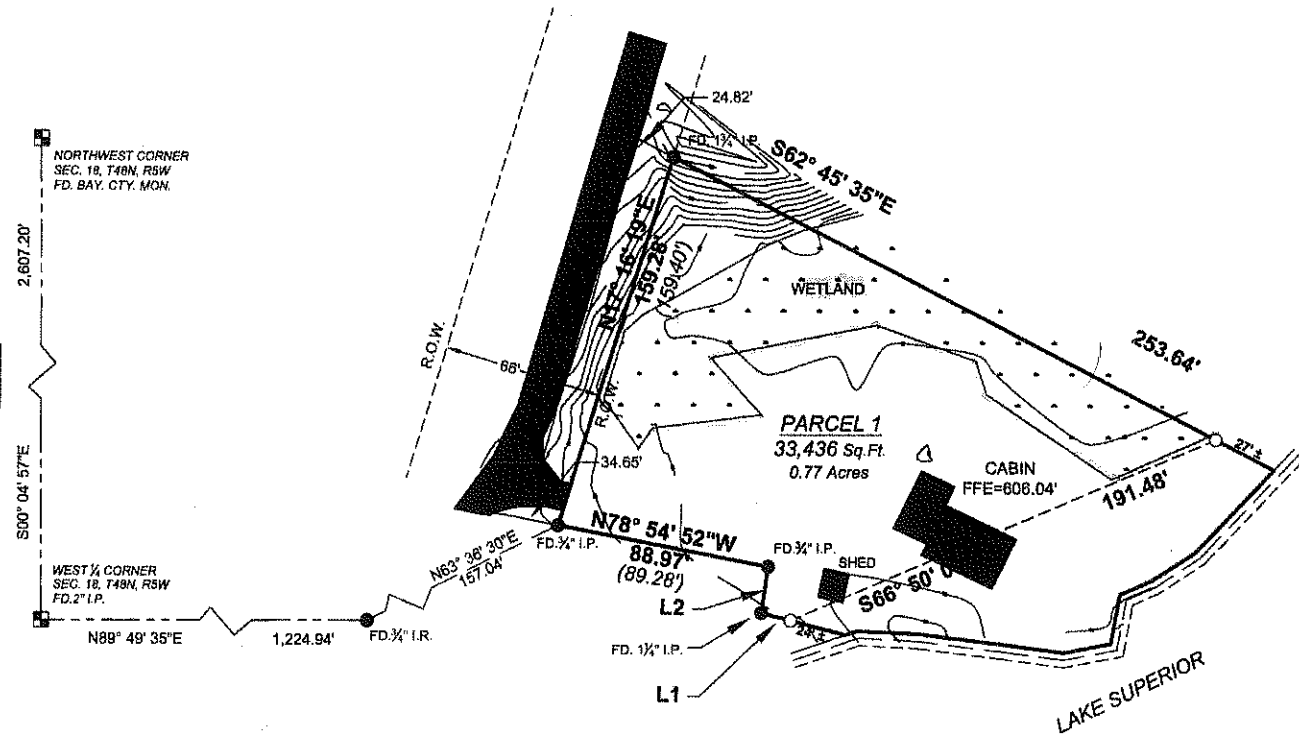 NORTHWEST CORNER
SEC. 18, T48N, R5W
FD. BAY. CTY. MON.
2,607.20'
S00° 04' 57"E
WEST ¼ CORNER
SEC. 18, T48N, R5W
FD.2" I.P.
N89° 49' 35"E
1,224.94'
FD.¾" I.R.
N63° 36' 30"E
157.04'
R.O.W.
66'
R.O.W.
24.82'
FD. 1¾" I.P.
S62° 45' 35"E
253.64'
N17° 16' 19"E
159.28'
(159.40')
WETLAND
34.65'
PARCEL 1
33,436 Sq.Ft.
0.77 Acres
CABIN
FFE=606.04'
27'±
191.48'
S66° 50'
N78° 54' 52"W
88.97'
(89.28')
FD.¾" I.P.
FD.¾" I.P.
SHED
L2
24'±
FD. 1¼" I.P.
L1
LAKE SUPERIOR